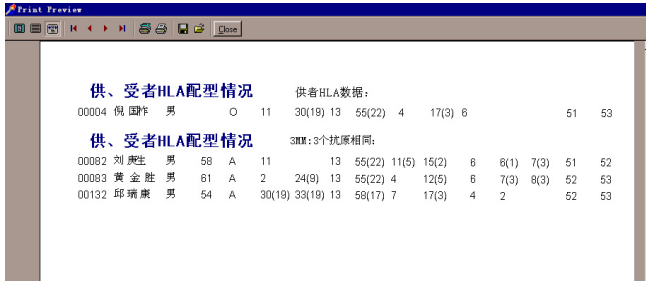 Print Preview
Close
供、受者HLA配型情况 供者HLA数据:
00004 倪国祚 男 O 11 30(19) 13 55(22) 4 17(3) 6 51 53
供、受者HLA配型情况 3MM:3个抗原相同:
00082 刘庚生 男 58 A 11 13 55(22) 11(5) 15(2) 6 6(1) 7(3) 51 52
00083 黄金胜 男 61 A 2 24(9) 13 55(22) 4 12(5) 6 7(3) 8(3) 52 53
00132 邱瑞康 男 54 A 30(19) 33(19) 13 58(17) 7 17(3) 4 2 52 53